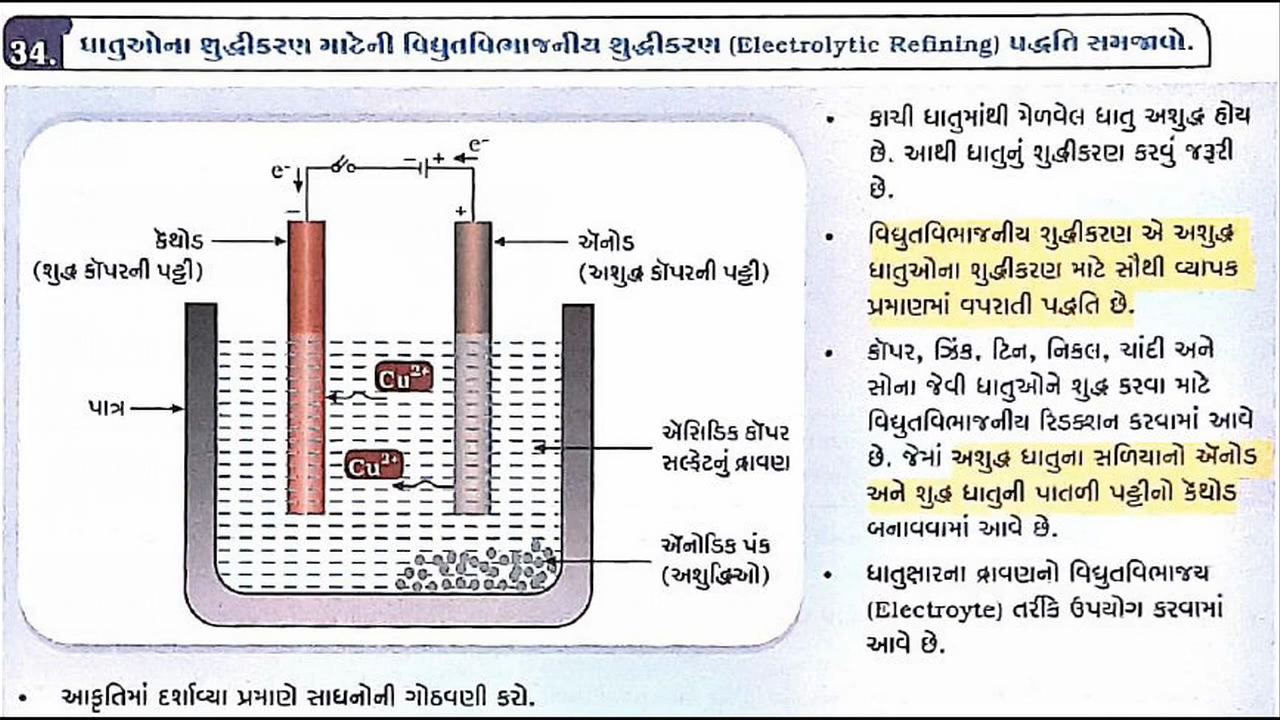 34. ધાતુઓના શુદ્ધીકરણ માટેની વિદ્યુતવિભાજનીય શુદ્ધીકરણ (Electrolytic Refining) પદ્ધતિ સમજાવો.
e⁻
− +
e⁻
−
+
કૅથોડ
(શુદ્ધ કૉપરની પટ્ટી)
ઍનોડ
(અશુદ્ધ કૉપરની પટ્ટી)
Cu²⁺
પાત્ર
Cu²⁺
ઍસિડિક કૉપર
સલ્ફેટનું દ્રાવણ
ઍનોડિક પંક
(અશુદ્ધિઓ)
• કાચી ધાતુમાંથી મેળવેલ ધાતુ અશુદ્ધ હોય
છે. આથી ધાતુનું શુદ્ધીકરણ કરવું જરૂરી
છે.
• વિદ્યુતવિભાજનીય શુદ્ધીકરણ એ અશુદ્ધ
ધાતુઓના શુદ્ધીકરણ માટે સૌથી વ્યાપક
પ્રમાણમાં વપરાતી પદ્ધતિ છે.
• કૉપર, ઝિંક, ટિન, નિકલ, ચાંદી અને
સોના જેવી ધાતુઓને શુદ્ધ કરવા માટે
વિદ્યુતવિભાજનીય રિડક્શન કરવામાં આવે
છે. જેમાં અશુદ્ધ ધાતુના સળિયાનો ઍનોડ
અને શુદ્ધ ધાતુની પાતળી પટ્ટીનો કૅથોડ
બનાવવામાં આવે છે.
• ધાતુક્ષારના દ્રાવણનો વિદ્યુતવિભાજ્ય
(Electroyte) તરીકે ઉપયોગ કરવામાં
આવે છે.
• આકૃતિમાં દર્શાવ્યા પ્રમાણે સાધનોની ગોઠવણી કરો.